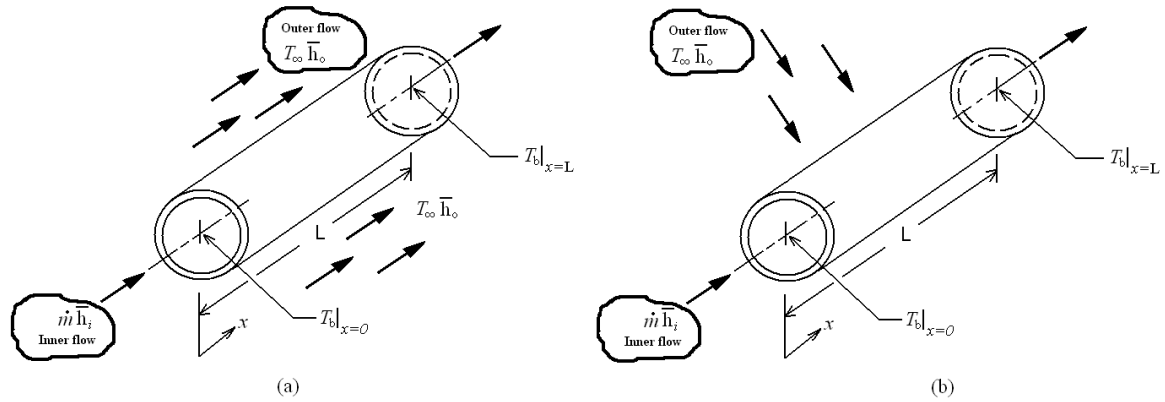 Outer flow
T∞ h̅o
Tb|x=L
T∞ h̅o
L
ṁ h̅i
Inner flow
x
Tb|x=0
(a)
Outer flow
T∞ h̅o
Tb|x=L
L
ṁ h̅i
Inner flow
x
Tb|x=0
(b)